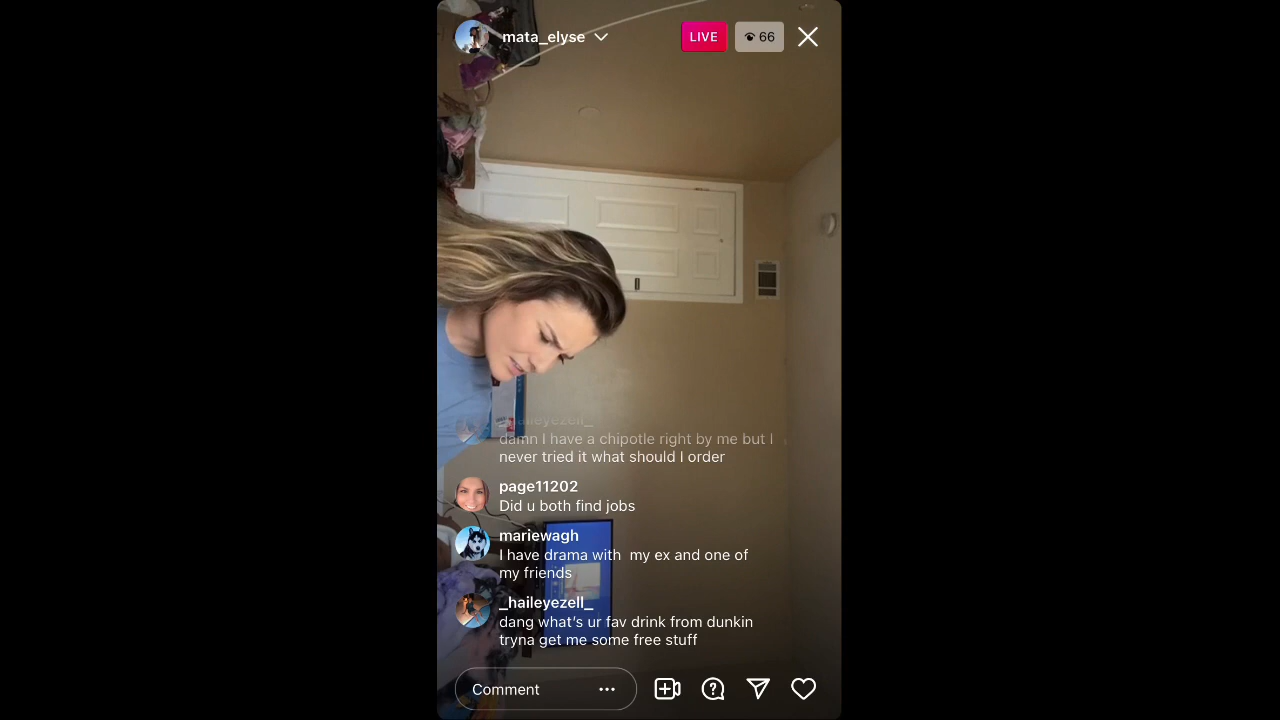 mata_elyse
LIVE
66
_haileyezell_
damn I have a chipotle right by me but I
never tried it what should I order
page11202
Did u both find jobs
mariewagh
I have drama with  my ex and one of
my friends
_haileyezell_
dang what's ur fav drink from dunkin
tryna get me some free stuff
Comment